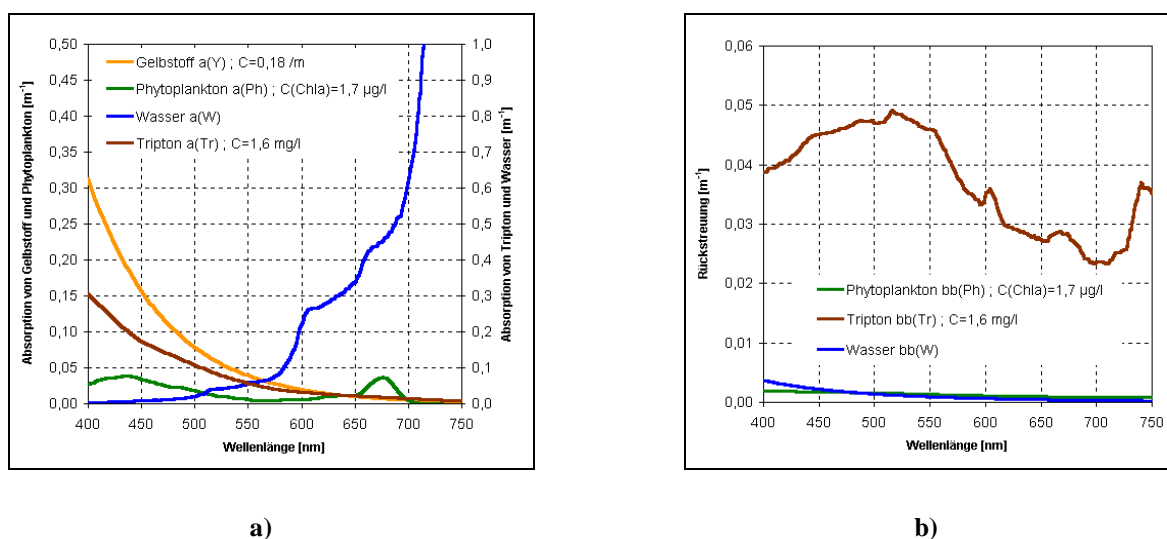 Absorption von Gelbstoff und Phytoplankton [m-1]
0,50
0,45
0,40
0,35
0,30
0,25
0,20
0,15
0,10
0,05
0,00
Gelbstoff a(Y) ; C=0,18 /m
Phytoplankton a(Ph) ; C(Chla)=1,7 µg/l
Wasser a(W)
Tripton a(Tr) ; C=1,6 mg/l
1,0
0,9
0,8
0,7
0,6
0,5
0,4
0,3
0,2
0,1
0,0
Absorption von Tripton und Wasser [m-1]
400 450 500 550 600 650 700 750
Wellenlänge [nm]
a)
Rückstreuung [m-1]
0,06
0,05
0,04
0,03
0,02
0,01
0,00
Phytoplankton bb(Ph) ; C(Chla)=1,7 µg/l
Tripton bb(Tr) ; C=1,6 mg/l
Wasser bb(W)
400 450 500 550 600 650 700 750
Wellenlänge [nm]
b)